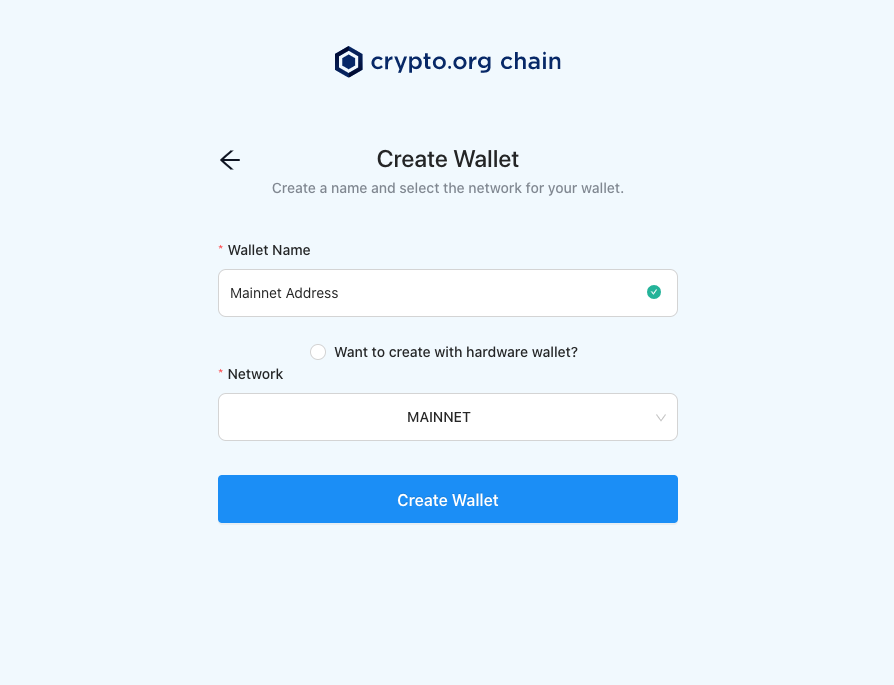 crypto.org chain
Create Wallet
Create a name and select the network for your wallet.
* Wallet Name
Mainnet Address
Want to create with hardware wallet?
* Network
MAINNET
Create Wallet